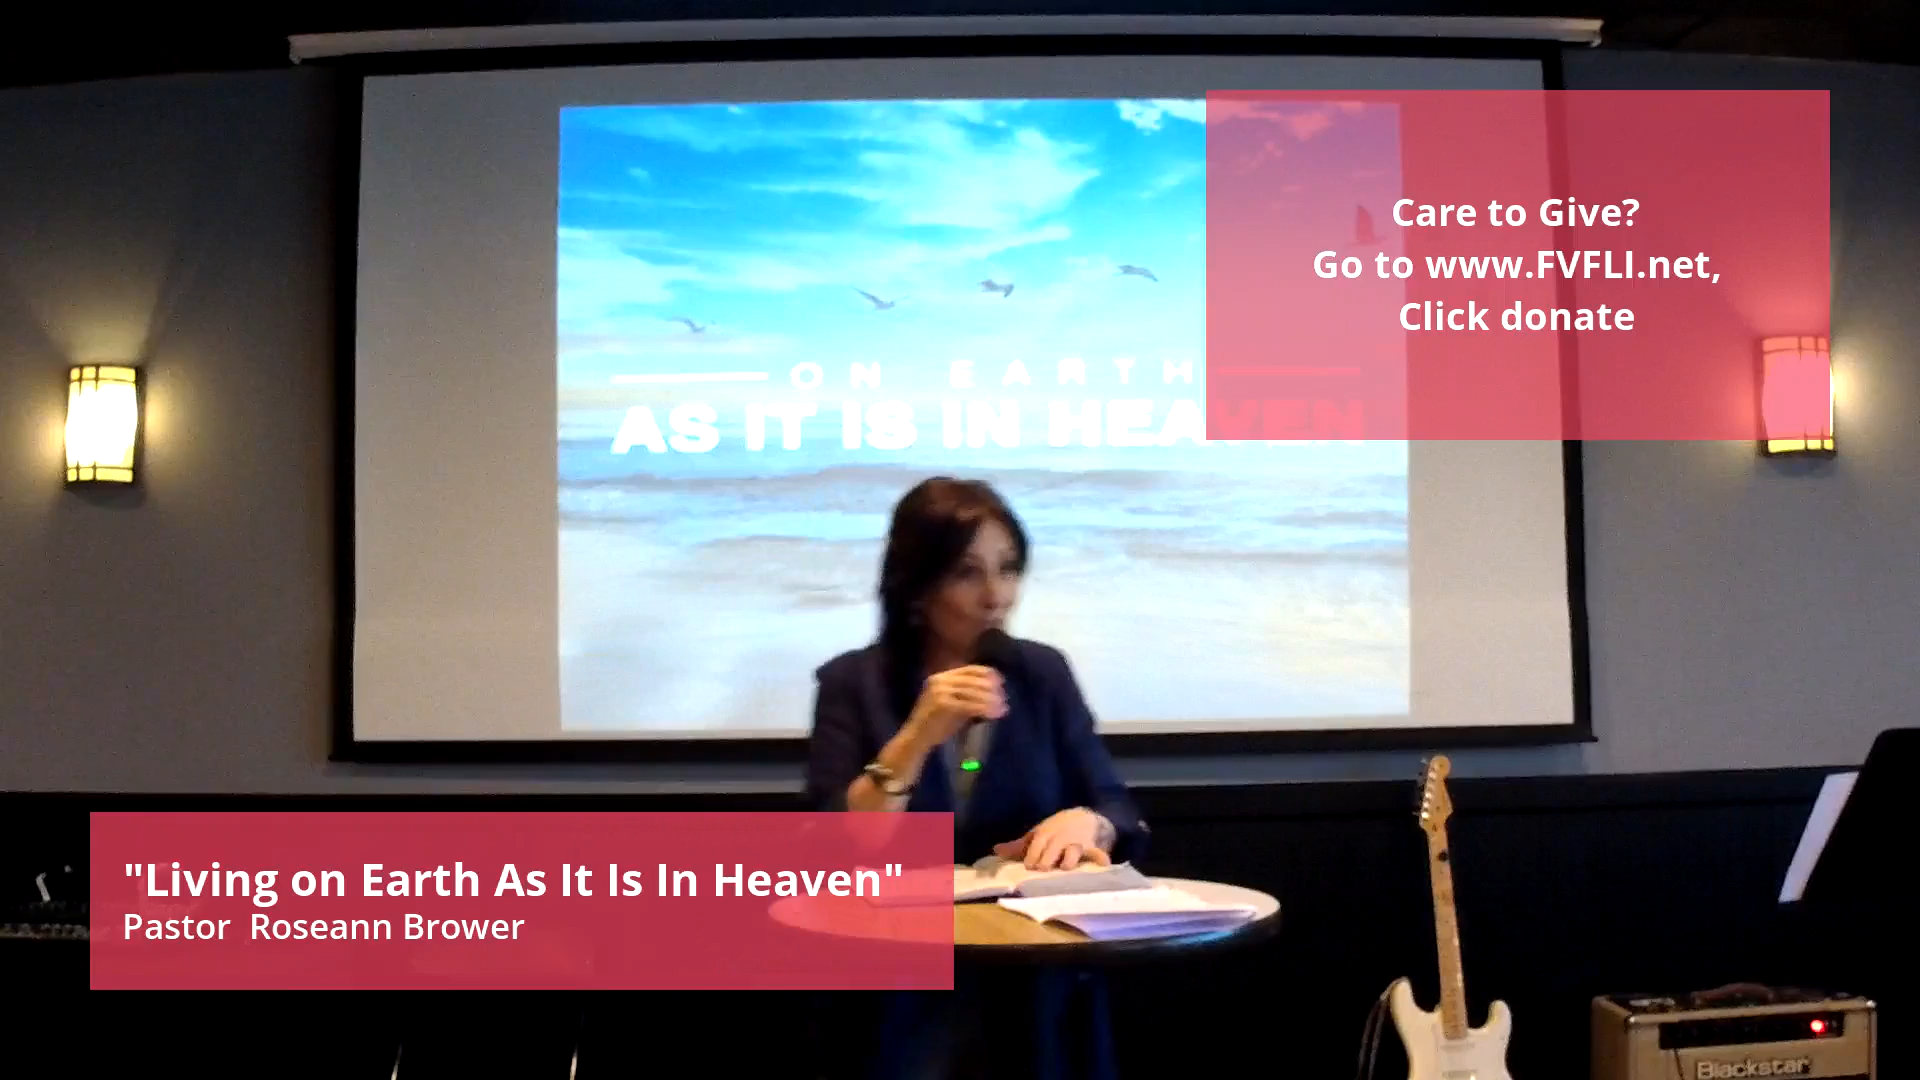 Care to Give?
Go to www.FVFLI.net,
Click donate
ON EARTH
AS IT IS IN HEAVEN
"Living on Earth As It Is In Heaven"
Pastor Roseann Brower
Blackstar